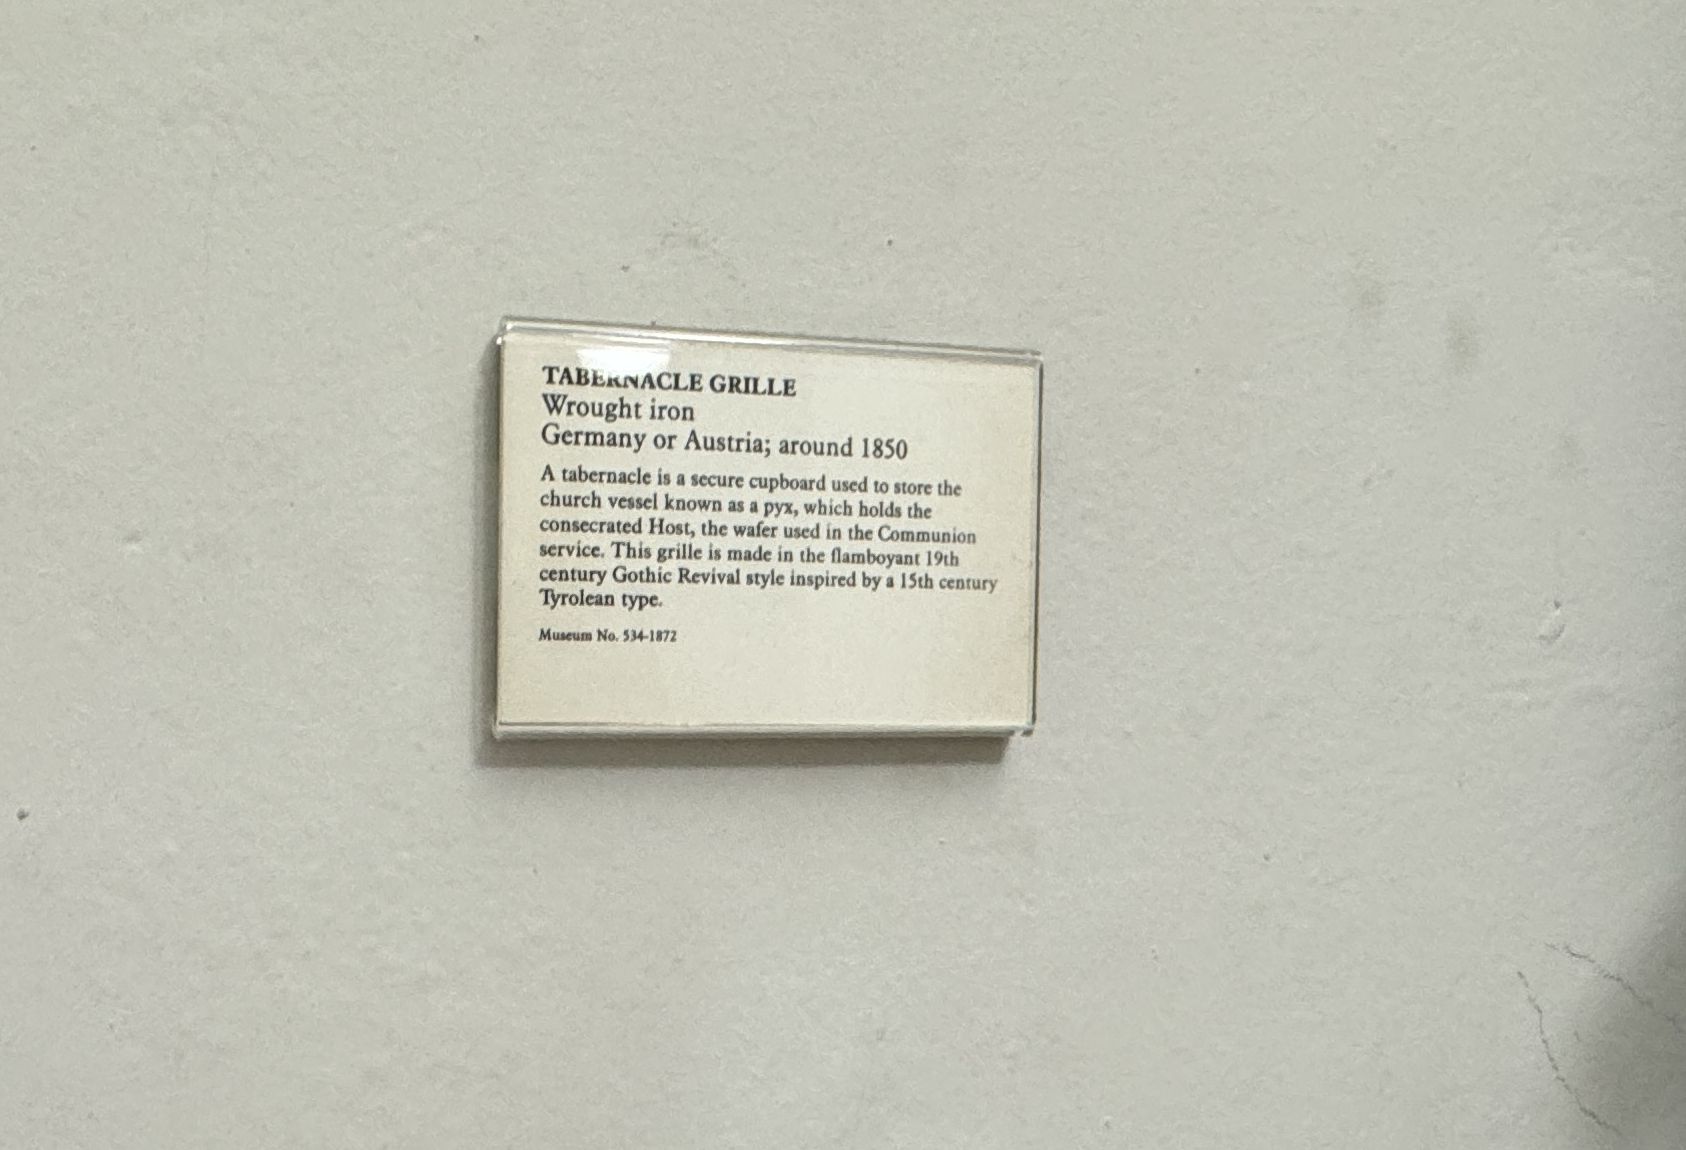 TABERNACLE GRILLE
Wrought iron
Germany or Austria; around 1850
A tabernacle is a secure cupboard used to store the
church vessel known as a pyx, which holds the
consecrated Host, the wafer used in the Communion
service. This grille is made in the flamboyant 19th
century Gothic Revival style inspired by a 15th century
Tyrolean type.
Museum No. 534-1872